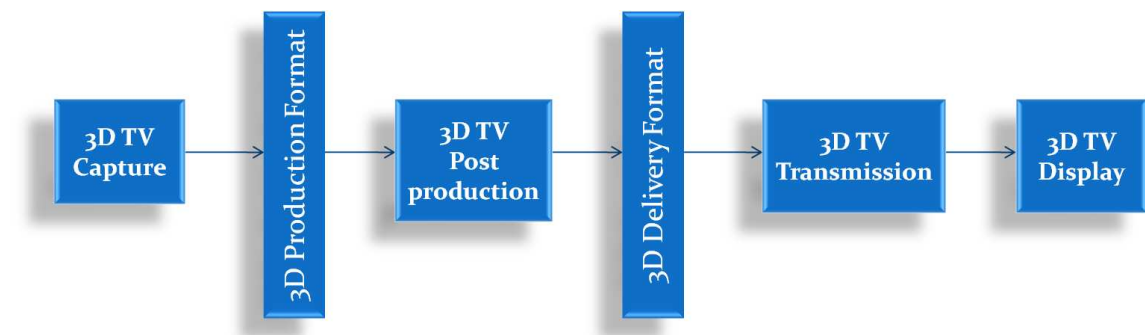 3D TV
Capture
3D Production Format
3D TV
Post
production
3D Delivery Format
3D TV
Transmission
3D TV
Display